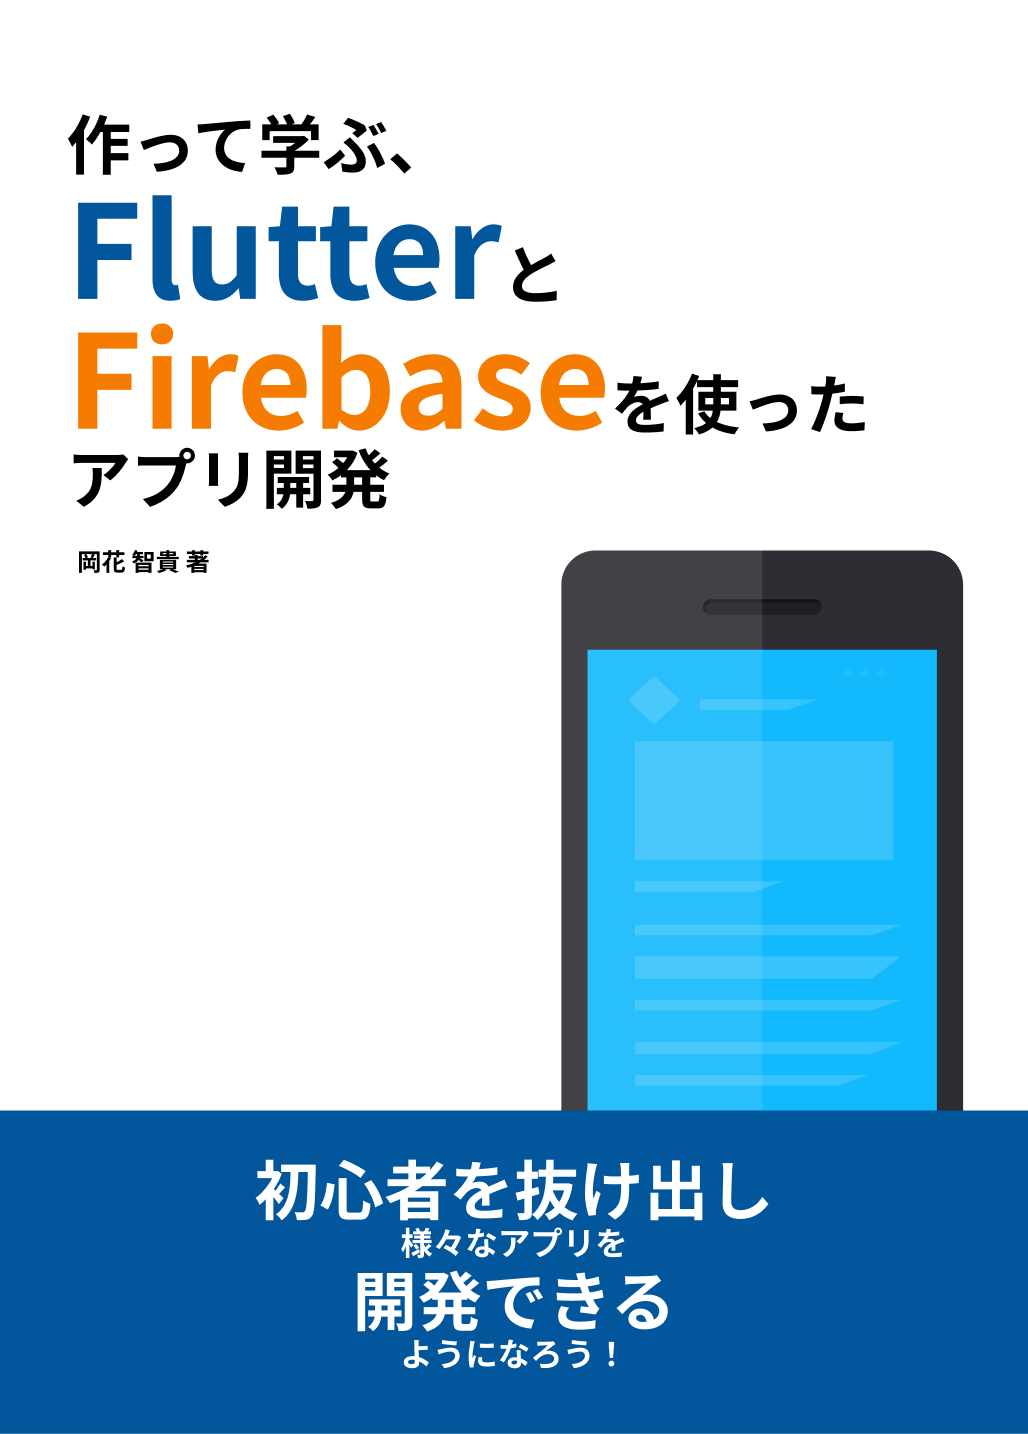 作って学ぶ、
Flutterと
Firebaseを使った
アプリ開発
岡花 智貴 著
初心者を抜け出し
様々なアプリを
開発できる
ようになろう！